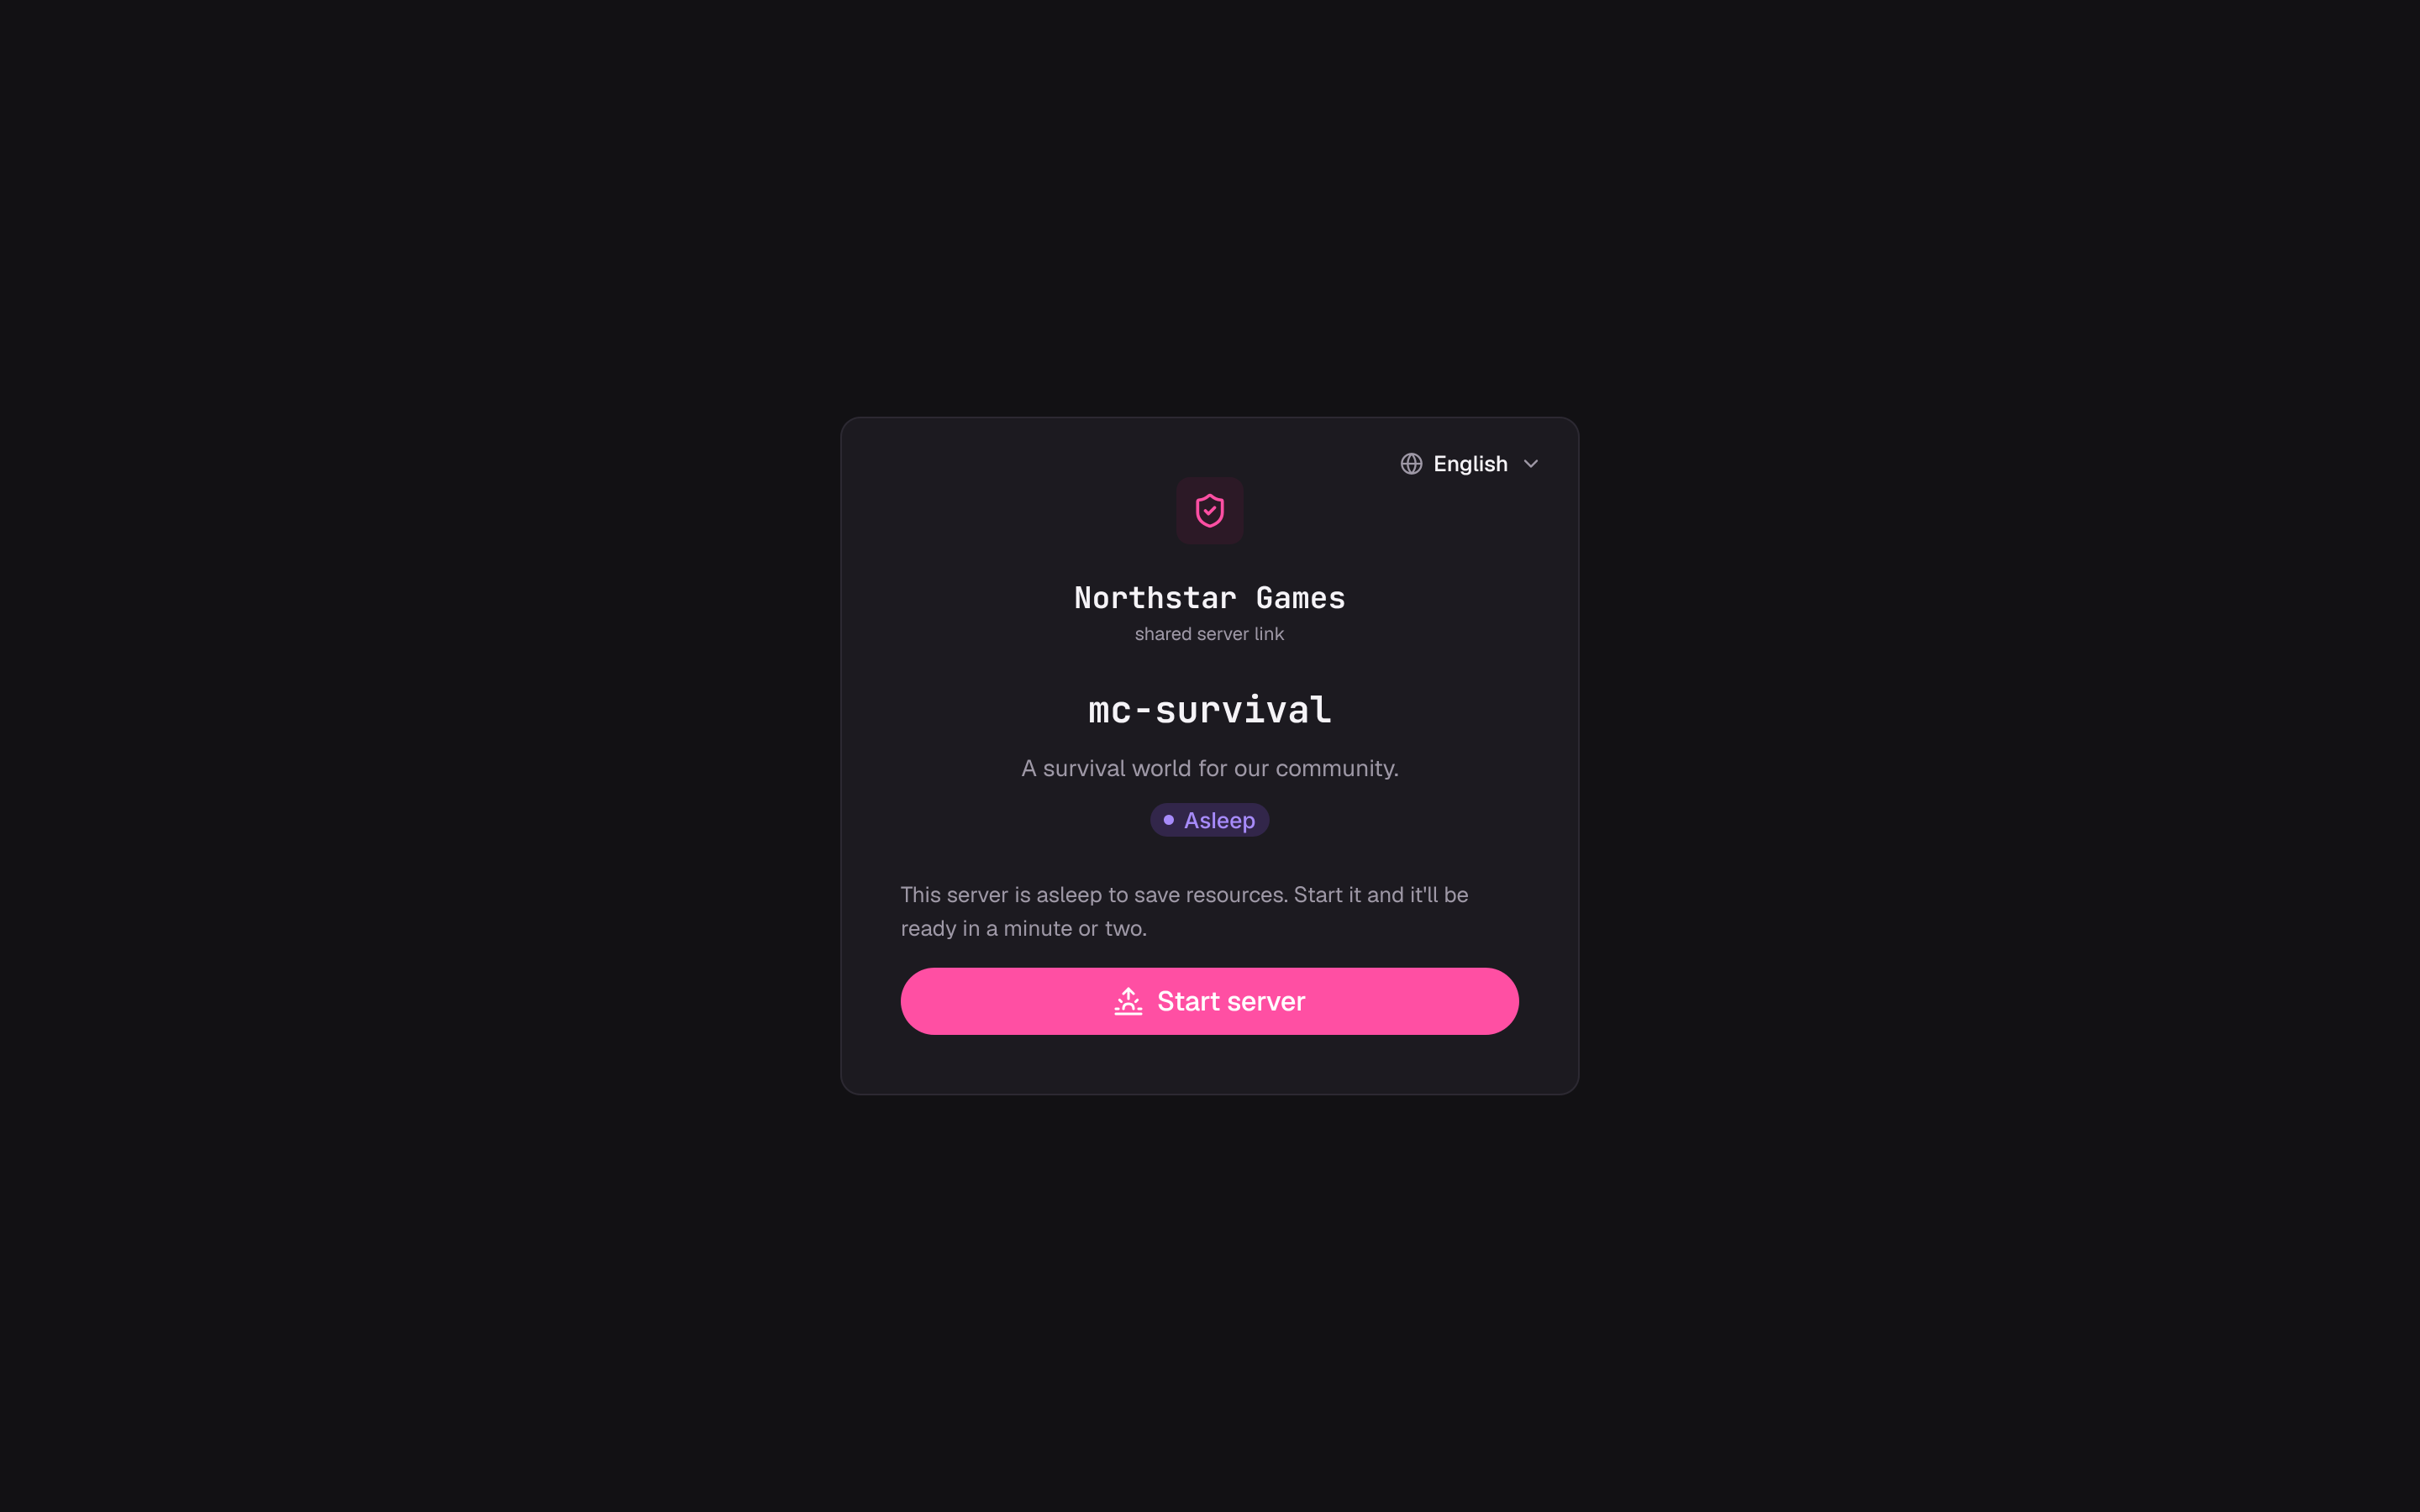 English
Northstar Games
shared server link
mc-survival
A survival world for our community.
Asleep
This server is asleep to save resources. Start it and it'll be
ready in a minute or two.
Start server